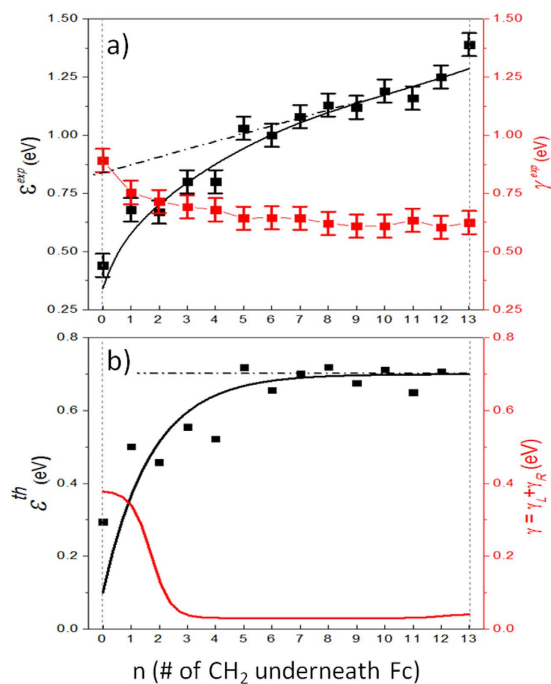 a)
1.50
1.25
1.00
0.75
0.50
0.25
ε^exp (eV)
1.50
1.25
1.00
0.75
0.50
0.25
γ^exp (eV)
0 1 2 3 4 5 6 7 8 9 10 11 12 13
b)
0.8
0.6
0.4
0.2
0.0
ε^th (eV)
0.8
0.6
0.4
0.2
0.0
γ = γ_L+γ_R (eV)
0 1 2 3 4 5 6 7 8 9 10 11 12 13
n (# of CH₂ underneath Fc)